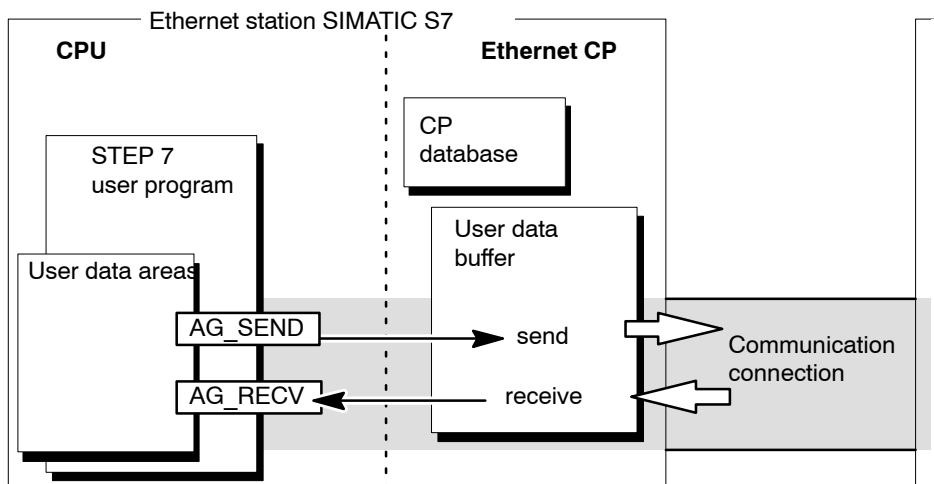 Ethernet station SIMATIC S7
CPU
Ethernet CP
CP
database
STEP 7
user program
User data
buffer
User data areas
AG_SEND
send
Communication
connection
AG_RECV
receive